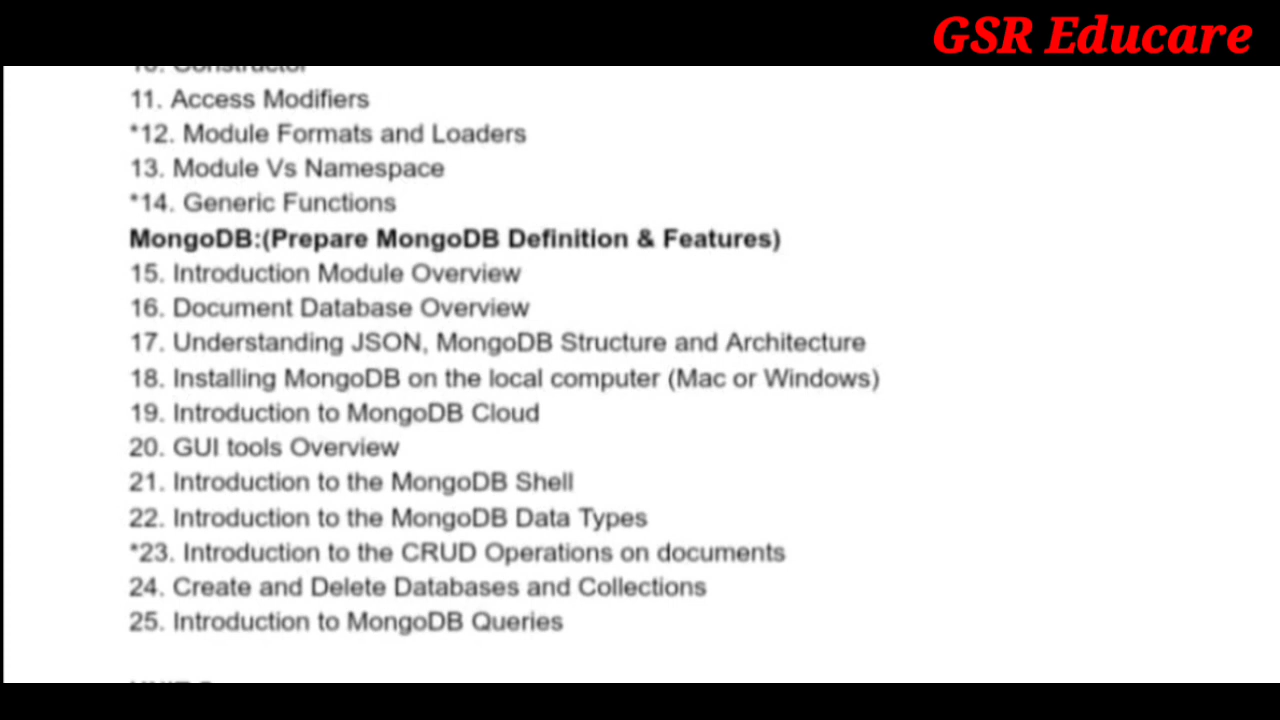 GSR Educare
10. Constructor
11. Access Modifiers
*12. Module Formats and Loaders
13. Module Vs Namespace
*14. Generic Functions
MongoDB:(Prepare MongoDB Definition & Features)
15. Introduction Module Overview
16. Document Database Overview
17. Understanding JSON, MongoDB Structure and Architecture
18. Installing MongoDB on the local computer (Mac or Windows)
19. Introduction to MongoDB Cloud
20. GUI tools Overview
21. Introduction to the MongoDB Shell
22. Introduction to the MongoDB Data Types
*23. Introduction to the CRUD Operations on documents
24. Create and Delete Databases and Collections
25. Introduction to MongoDB Queries